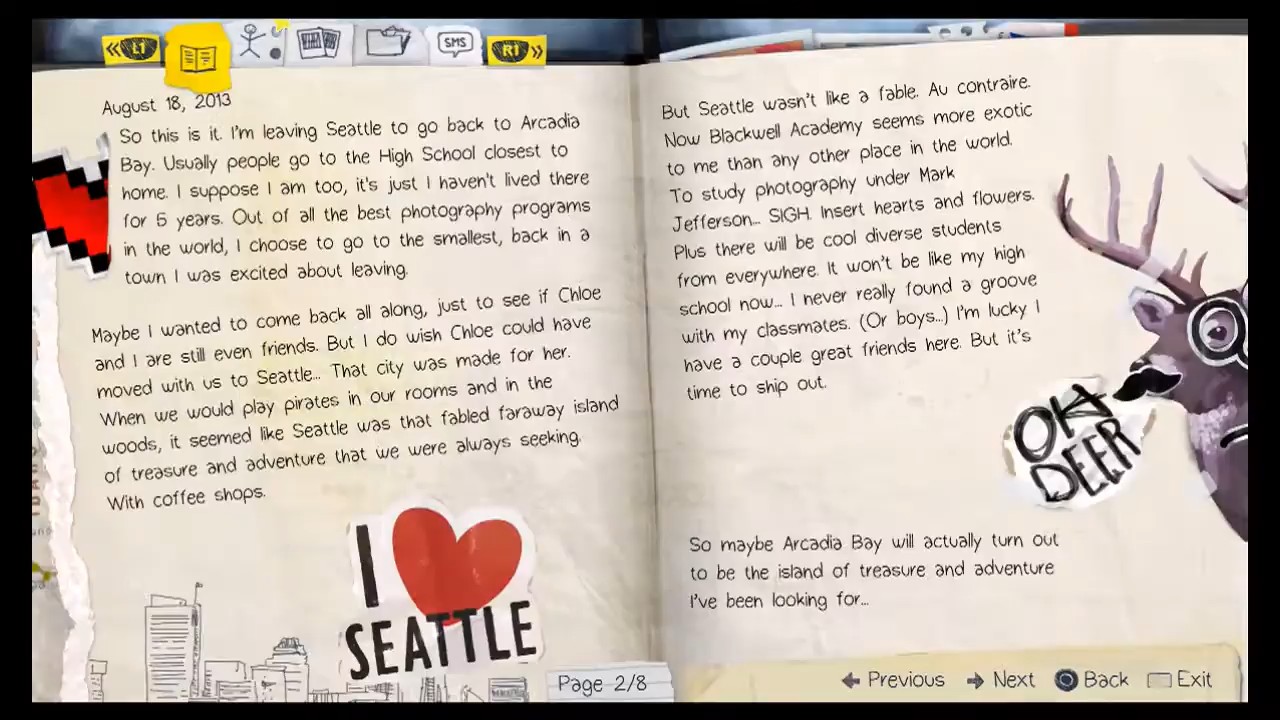 L1
SMS
R1
August 18, 2013
So this is it. I'm leaving Seattle to go back to Arcadia
Bay. Usually people go to the High School closest to
home. I suppose I am too, it's just I haven't lived there
for 5 years. Out of all the best photography programs
in the world, I choose to go to the smallest, back in a
town I was excited about leaving.
Maybe I wanted to come back all along, just to see if Chloe
and I are still even friends. But I do wish Chloe could have
moved with us to Seattle... That city was made for her.
When we would play pirates in our rooms and in the
woods, it seemed like Seattle was that fabled faraway island
of treasure and adventure that we were always seeking.
With coffee shops.
I
SEATTLE
Page 2/8
But Seattle wasn't like a fable. Au contraire.
Now Blackwell Academy seems more exotic
to me than any other place in the world.
To study photography under Mark
Jefferson... SIGH. Insert hearts and flowers.
Plus there will be cool diverse students
from everywhere. It won't be like my high
school now... I never really found a groove
with my classmates. (Or boys...) I'm lucky I
have a couple great friends here. But it's
time to ship out.
OH
DEER
So maybe Arcadia Bay will actually turn out
to be the island of treasure and adventure
I've been looking for...
Previous
Next
Back
Exit